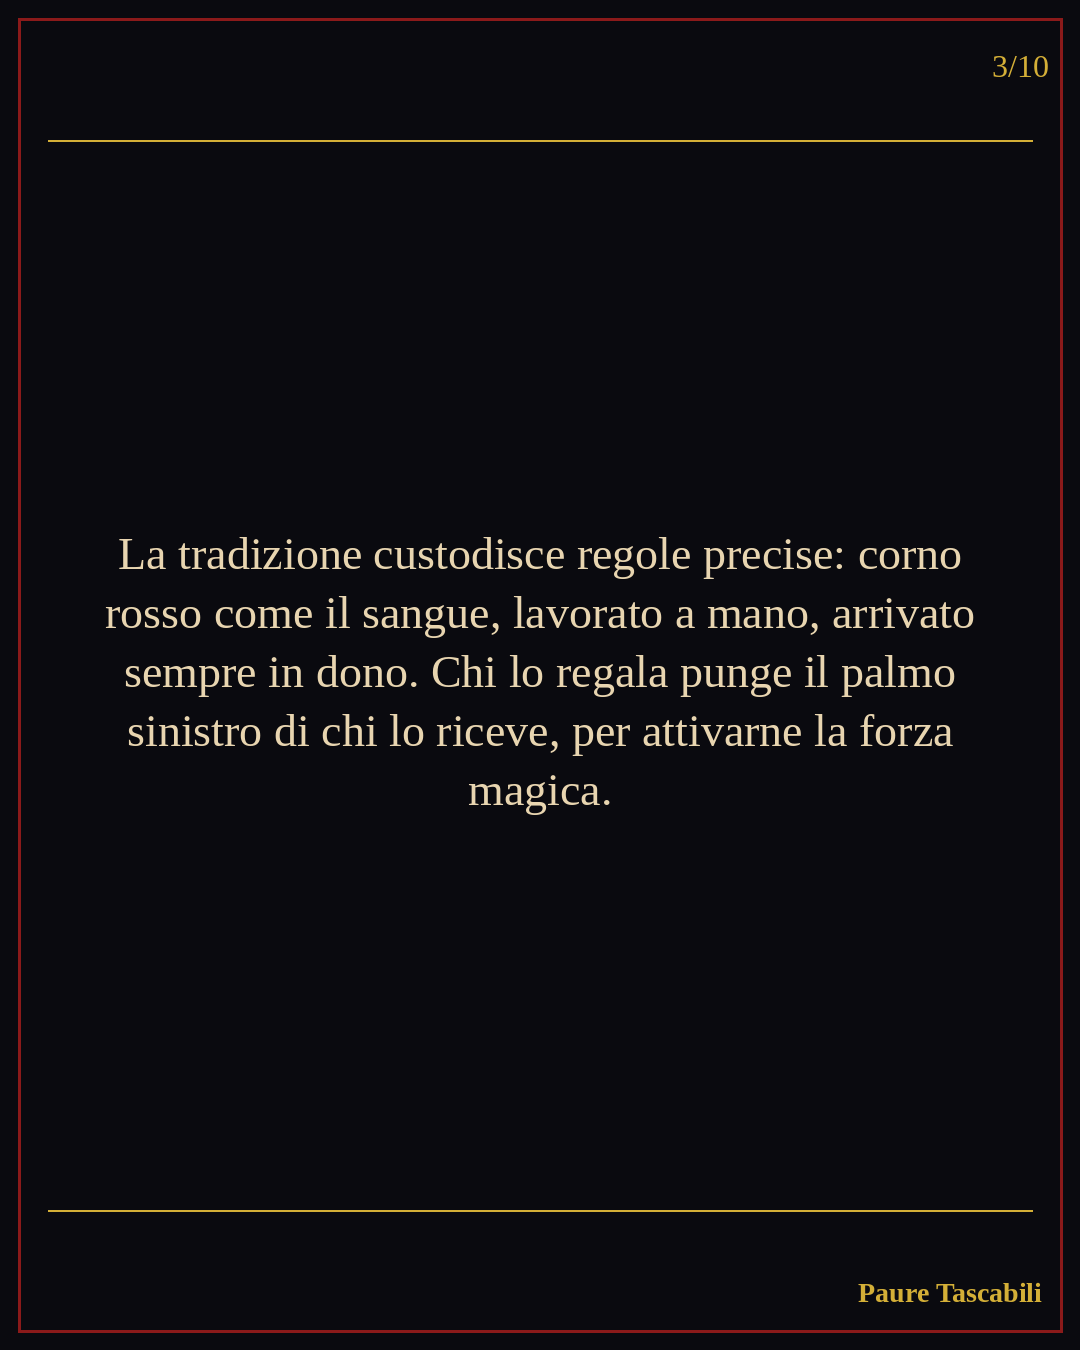 3/10
La tradizione custodisce regole precise: corno
rosso come il sangue, lavorato a mano, arrivato
sempre in dono. Chi lo regala punge il palmo
sinistro di chi lo riceve, per attivarne la forza
magica.
Paure Tascabili